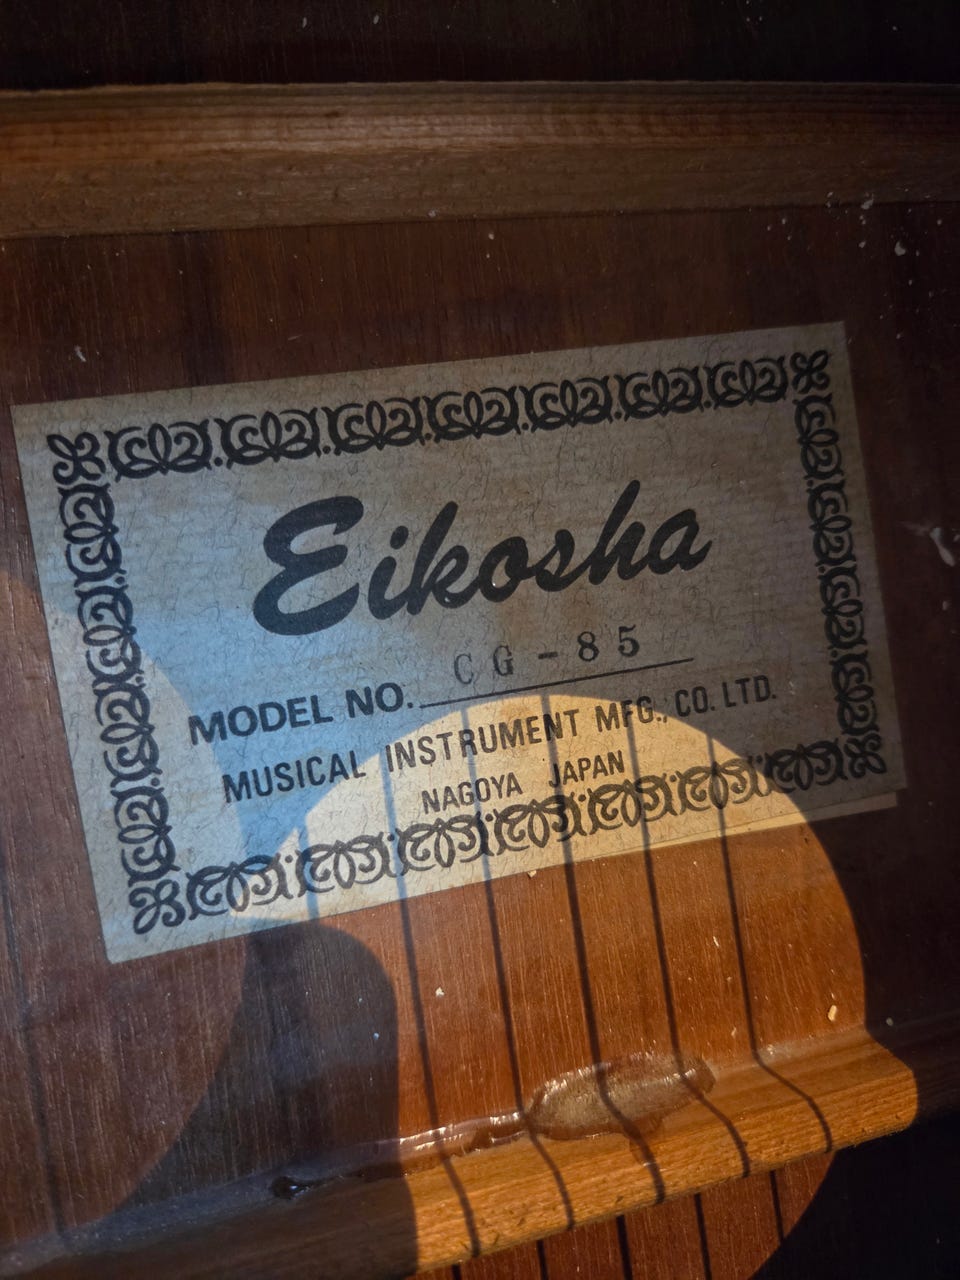 Eikosha
MODEL NO. CG-85
MUSICAL INSTRUMENT MFG., CO. LTD.
NAGOYA JAPAN